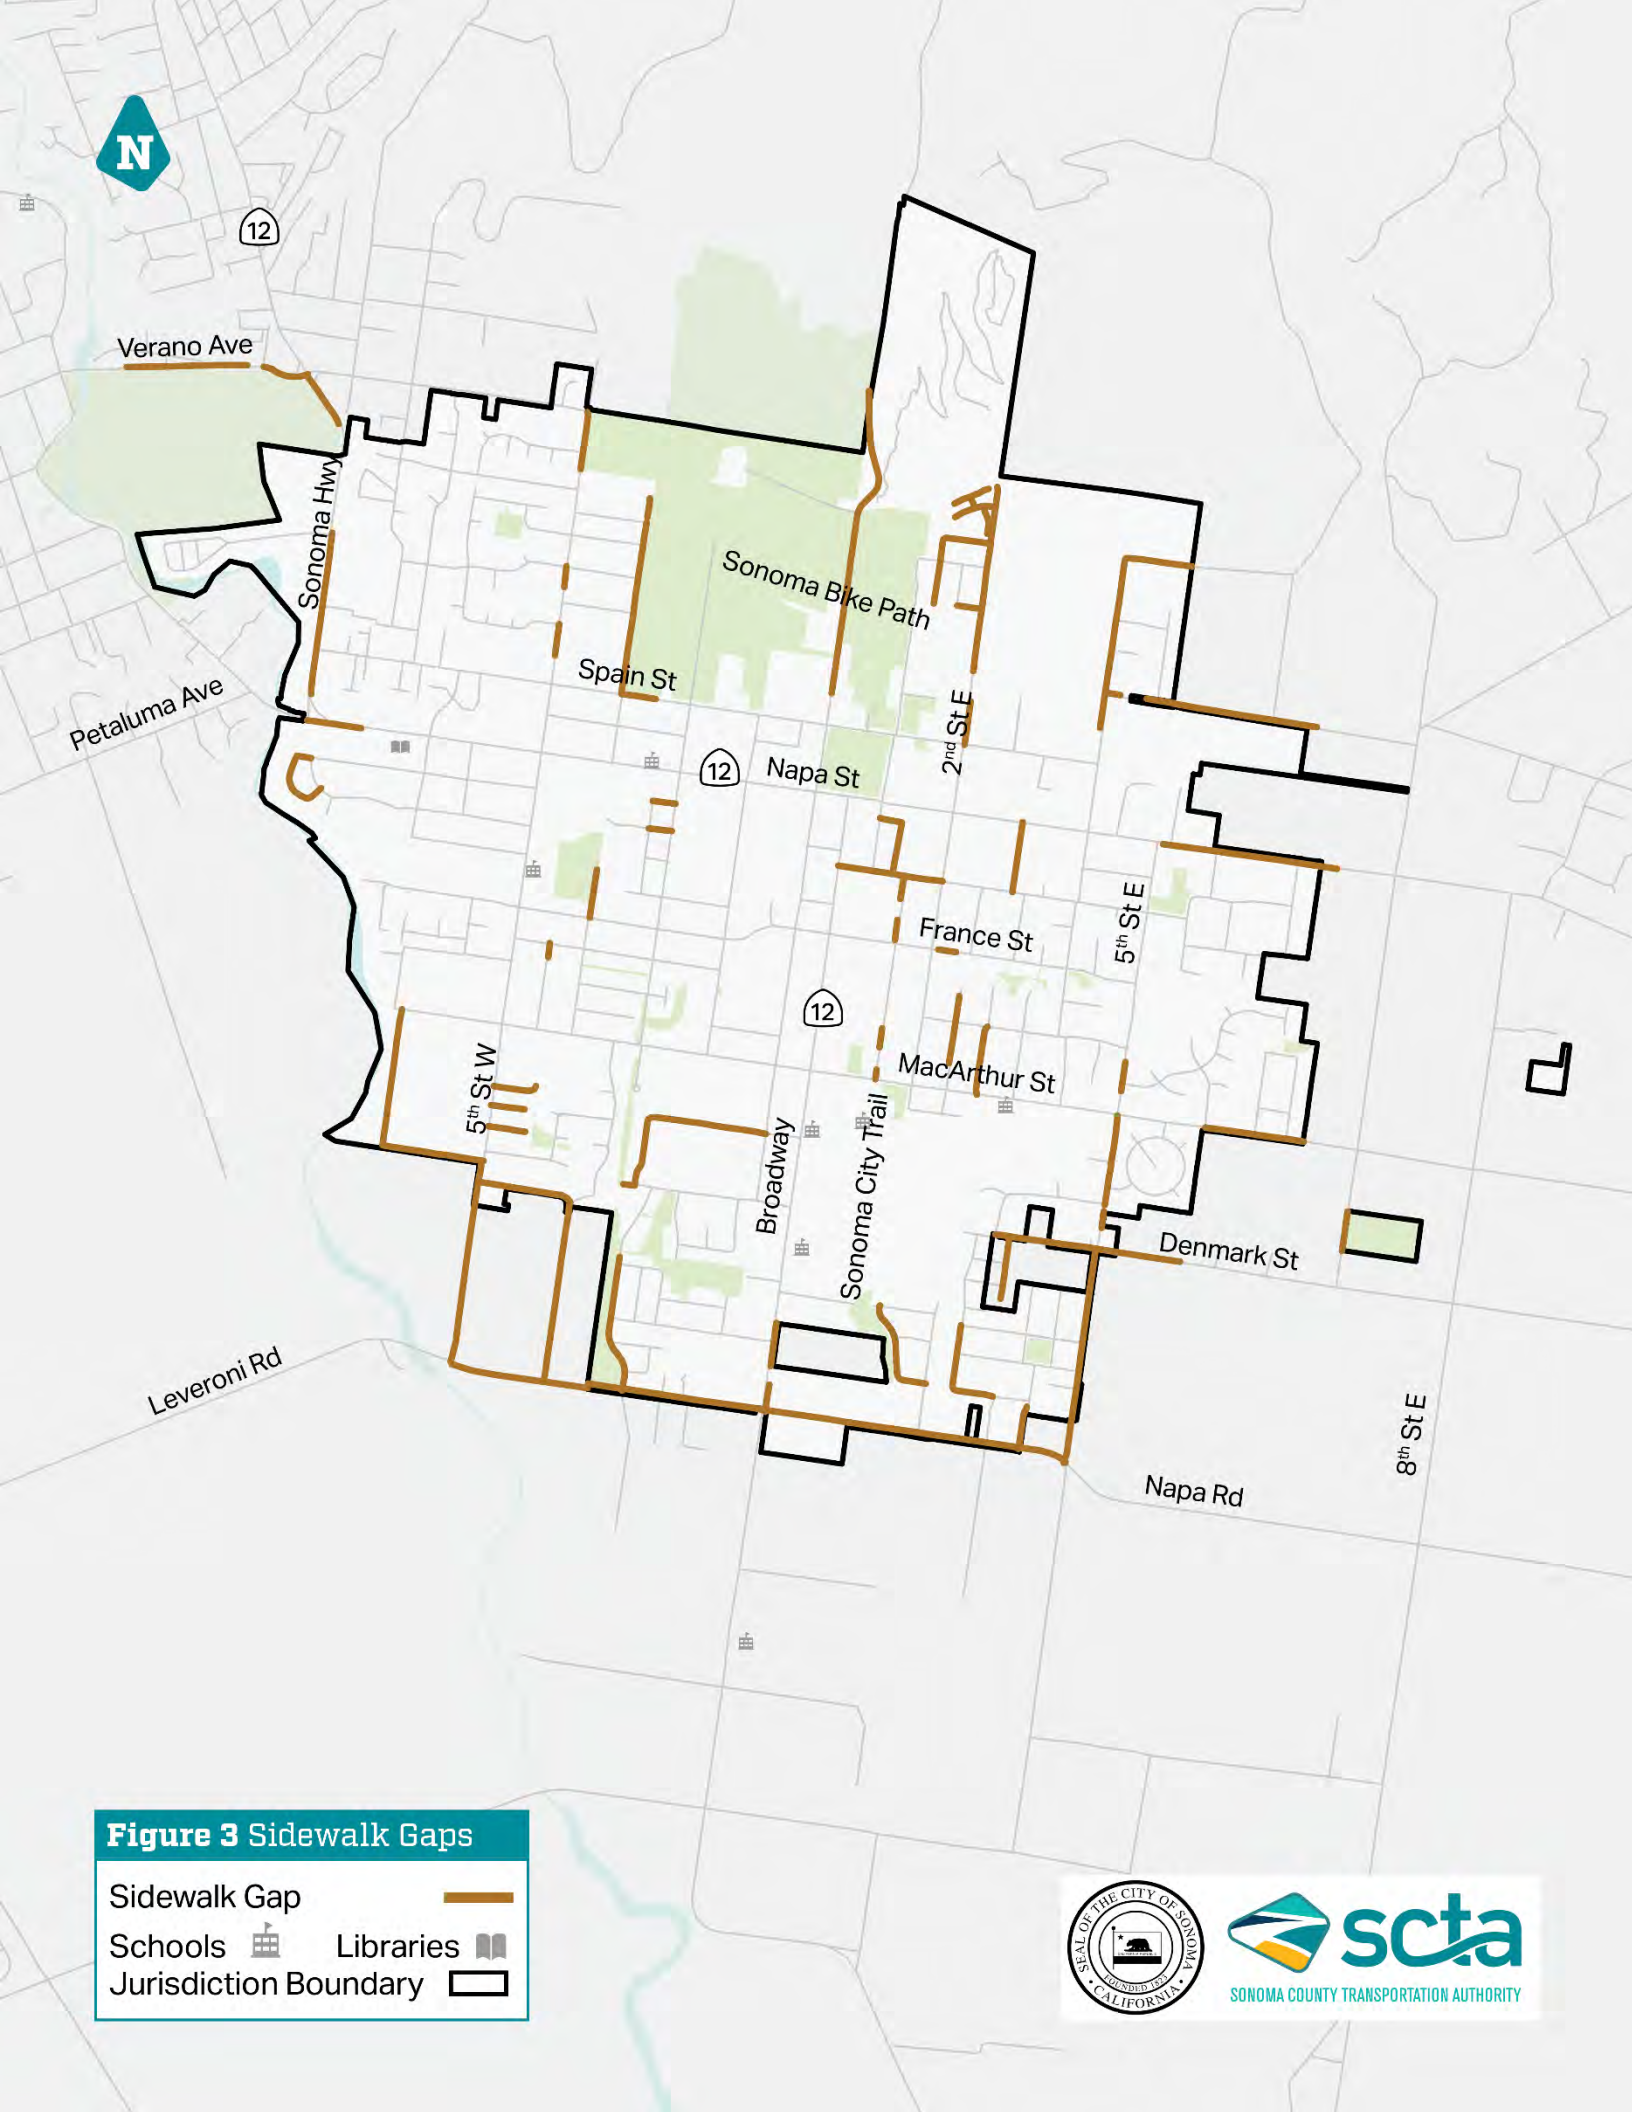 N
12
Verano Ave
Sonoma Hwy
Sonoma Bike Path
Spain St
Petaluma Ave
2nd St E
12
Napa St
5th St E
France St
12
MacArthur St
5th St W
Broadway
Sonoma City Trail
Denmark St
Leveroni Rd
8th St E
Napa Rd
Figure 3 Sidewalk Gaps
Sidewalk Gap
Schools Libraries
Jurisdiction Boundary
SEAL OF THE CITY OF SONOMA
FOUNDED 1823
• CALIFORNIA •
scta
SONOMA COUNTY TRANSPORTATION AUTHORITY